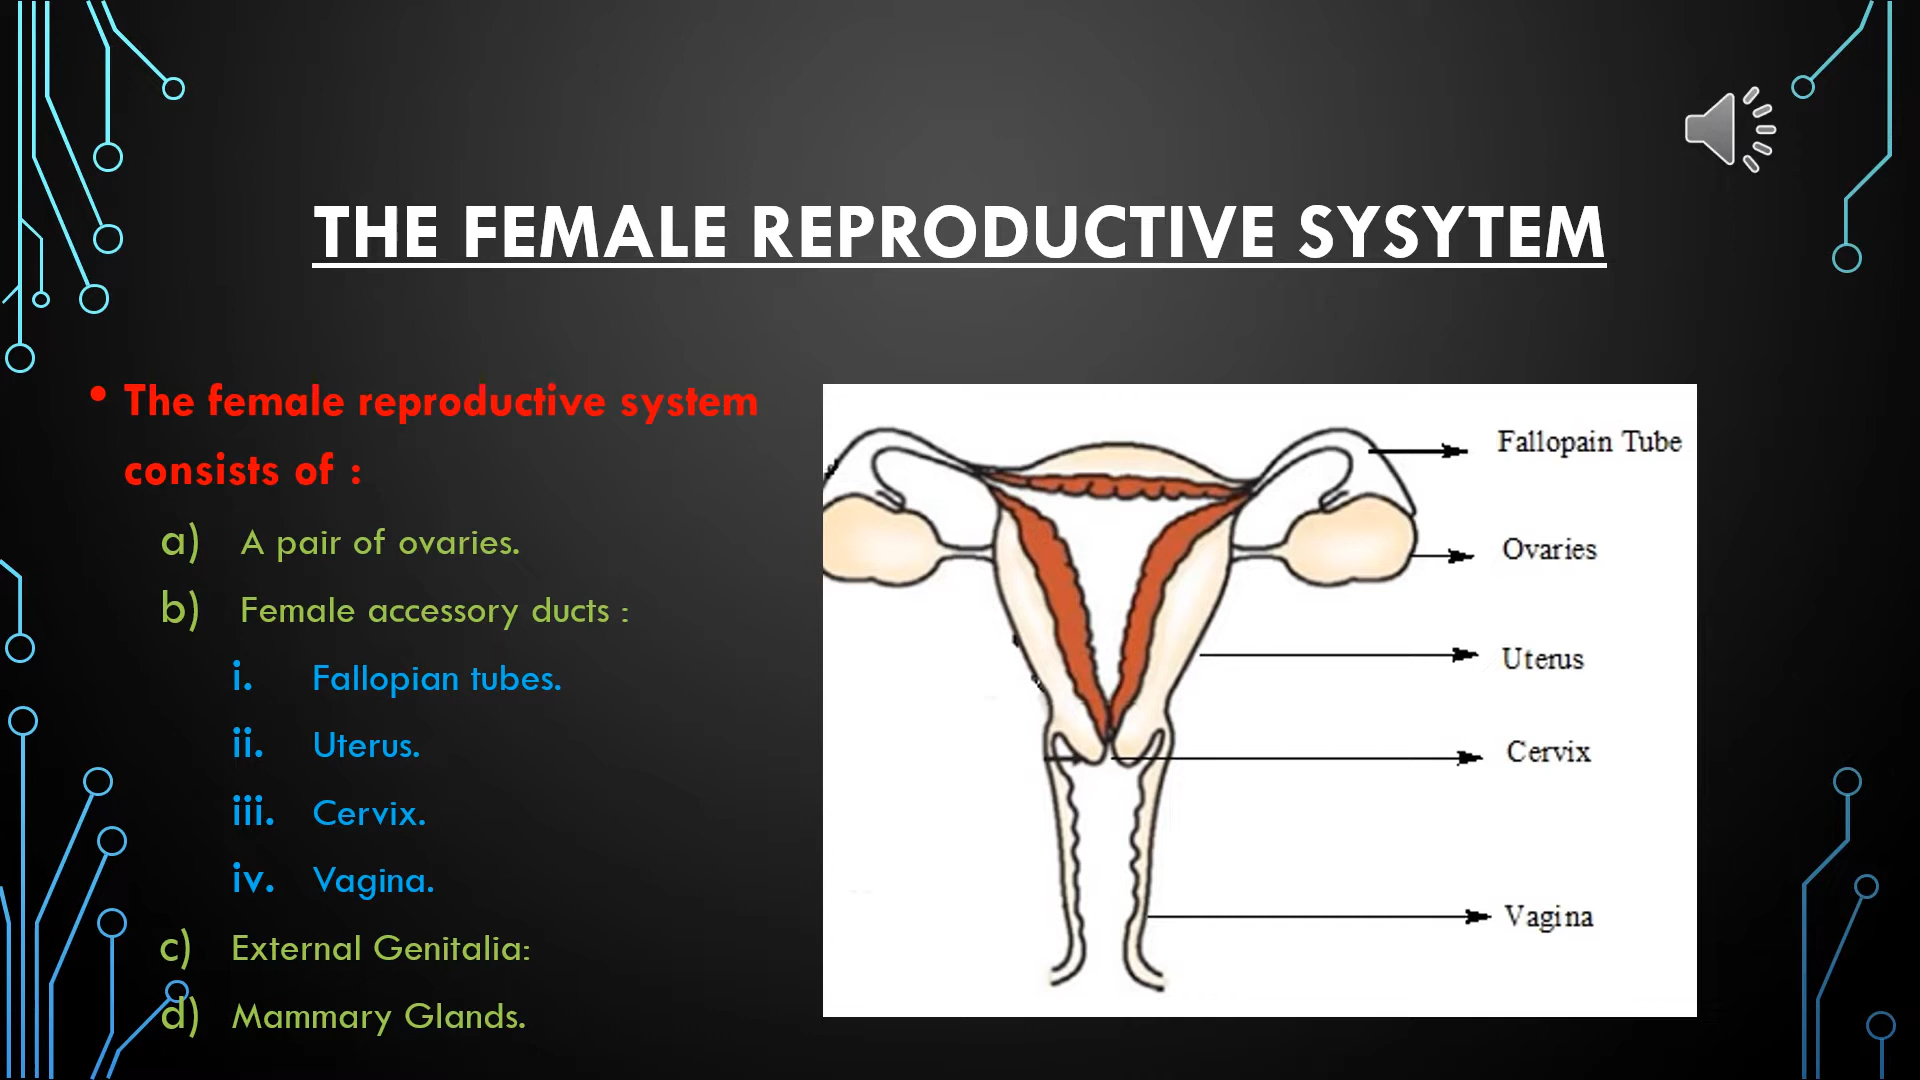 THE FEMALE REPRODUCTIVE SYSYTEM
• The female reproductive system
consists of :
a) A pair of ovaries.
b) Female accessory ducts :
i. Fallopian tubes.
ii. Uterus.
iii. Cervix.
iv. Vagina.
c) External Genitalia:
d) Mammary Glands.
Fallopain Tube
Ovaries
Uterus
Cervix
Vagina